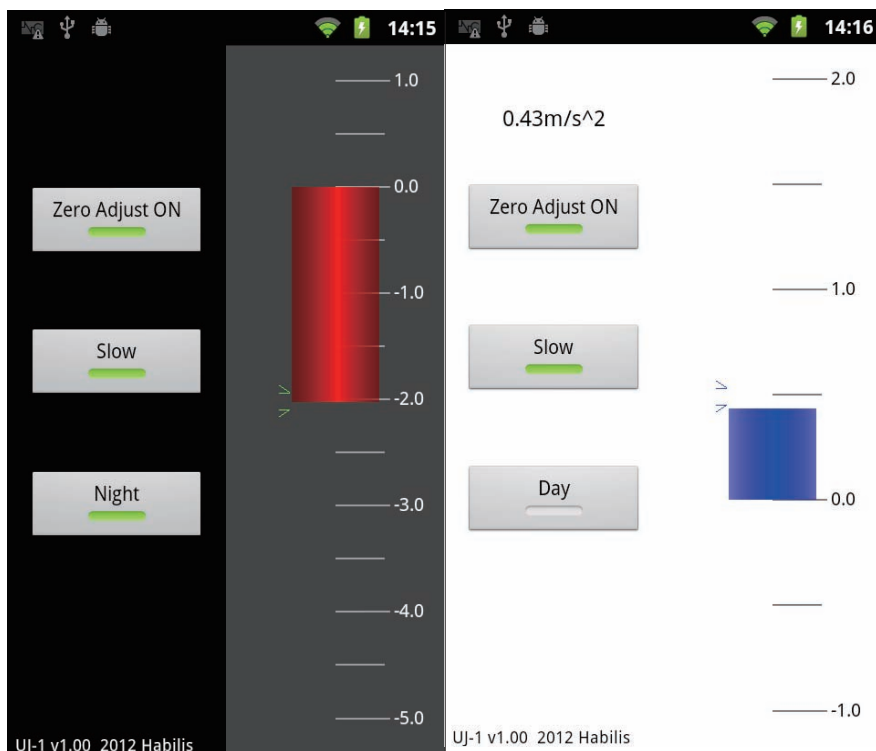 14:15
1.0
Zero Adjust ON
0.0
-1.0
Slow
-2.0
Night
-3.0
-4.0
-5.0
UJ-1 v1.00 2012 Habilis
14:16
2.0
0.43m/s^2
Zero Adjust ON
1.0
Slow
Day
0.0
-1.0
UJ-1 v1.00 2012 Habilis